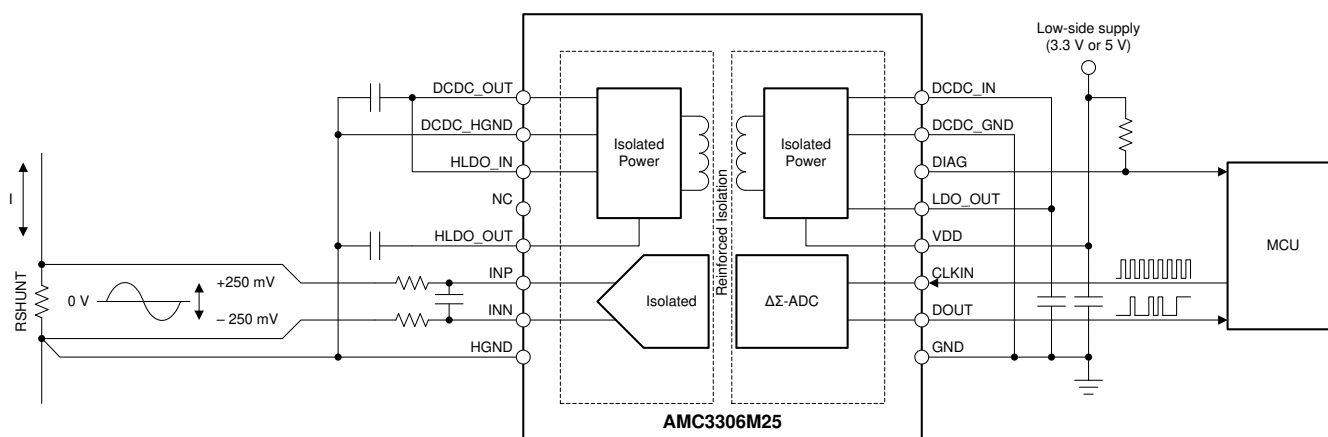 Low-side supply
(3.3 V or 5 V)
DCDC_OUT
DCDC_HGND
HLDO_IN
NC
HLDO_OUT
INP
INN
HGND
Isolated
Power
Isolated
Power
Reinforced Isolation
Isolated
ΔΣ-ADC
DCDC_IN
DCDC_GND
DIAG
LDO_OUT
VDD
CLKIN
DOUT
GND
MCU
I
RSHUNT
0 V
+250 mV
– 250 mV
AMC3306M25